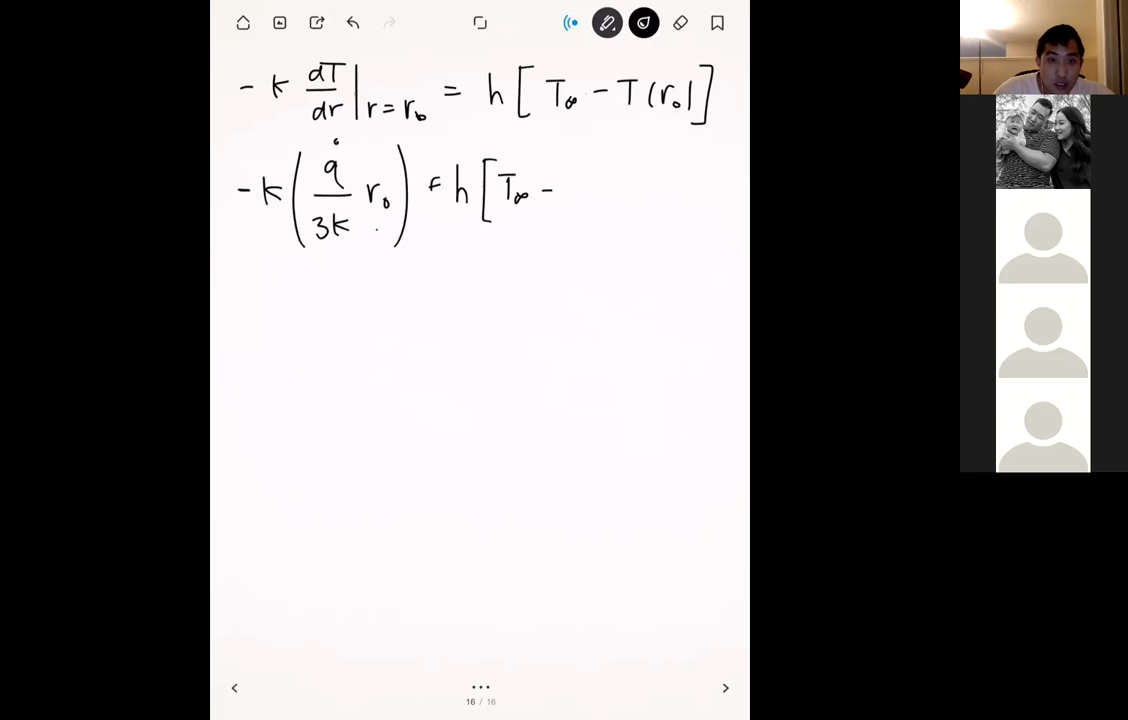 - k dT/dr | r = r₀ = h [ T∞ - T(r₀) ]
- k ( q̇/3k r₀ ) = h [ T∞ -
16 / 16